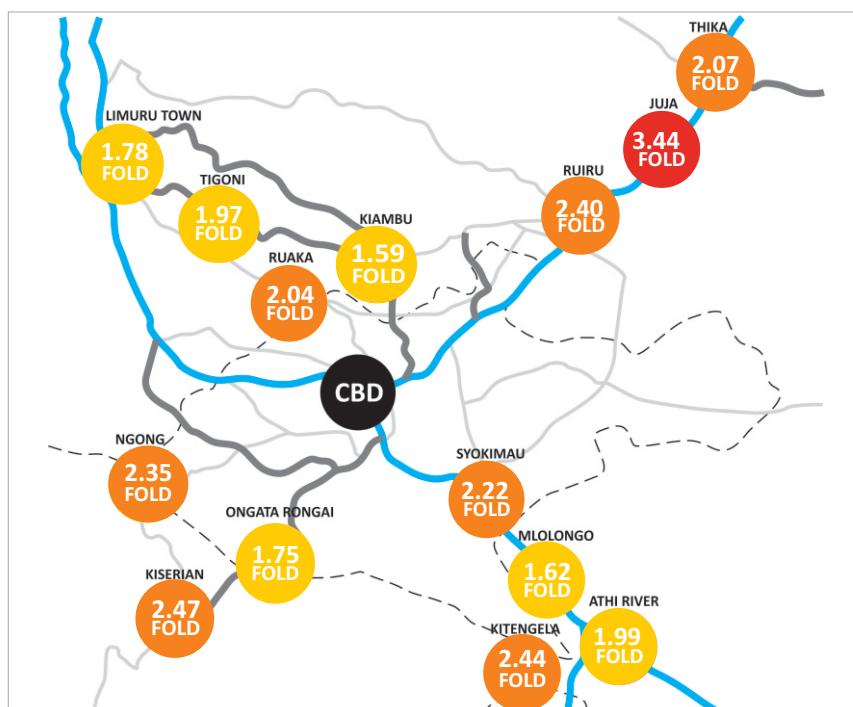 THIKA
2.07
FOLD
JUJA
3.44
FOLD
LIMURU TOWN
1.78
FOLD
TIGONI
1.97
FOLD
RUIRU
2.40
FOLD
KIAMBU
1.59
FOLD
RUAKA
2.04
FOLD
CBD
NGONG
2.35
FOLD
SYOKIMAU
2.22
FOLD
ONGATA RONGAI
1.75
FOLD
MLOLONGO
1.62
FOLD
KISERIAN
2.47
FOLD
ATHI RIVER
1.99
FOLD
KITENGELA
2.44
FOLD